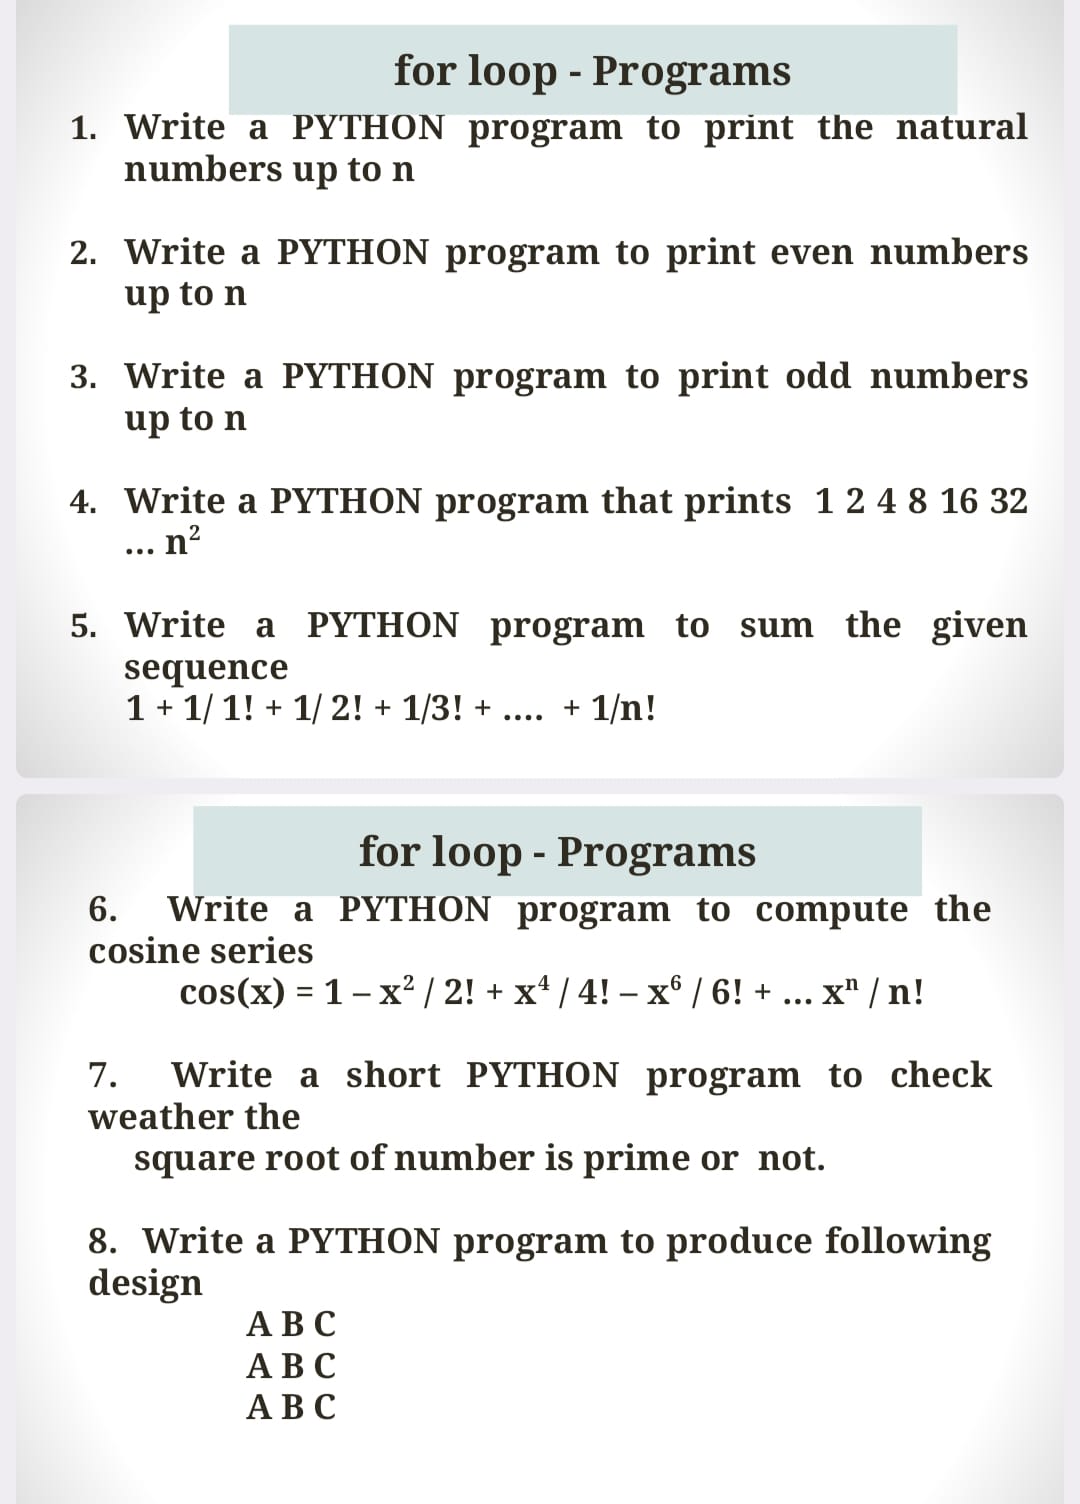 for loop - Programs
1. Write a PYTHON program to print the natural
numbers up to n
2. Write a PYTHON program to print even numbers
up to n
3. Write a PYTHON program to print odd numbers
up to n
4. Write a PYTHON program that prints 1 2 4 8 16 32
... n²
5. Write a PYTHON program to sum the given
sequence
1 + 1/ 1! + 1/ 2! + 1/3! + .... + 1/n!
for loop - Programs
6. Write a PYTHON program to compute the
cosine series
cos(x) = 1 – x² / 2! + x⁴ / 4! – x⁶ / 6! + ... xⁿ / n!
7. Write a short PYTHON program to check
weather the
square root of number is prime or not.
8. Write a PYTHON program to produce following
design
A B C
A B C
A B C